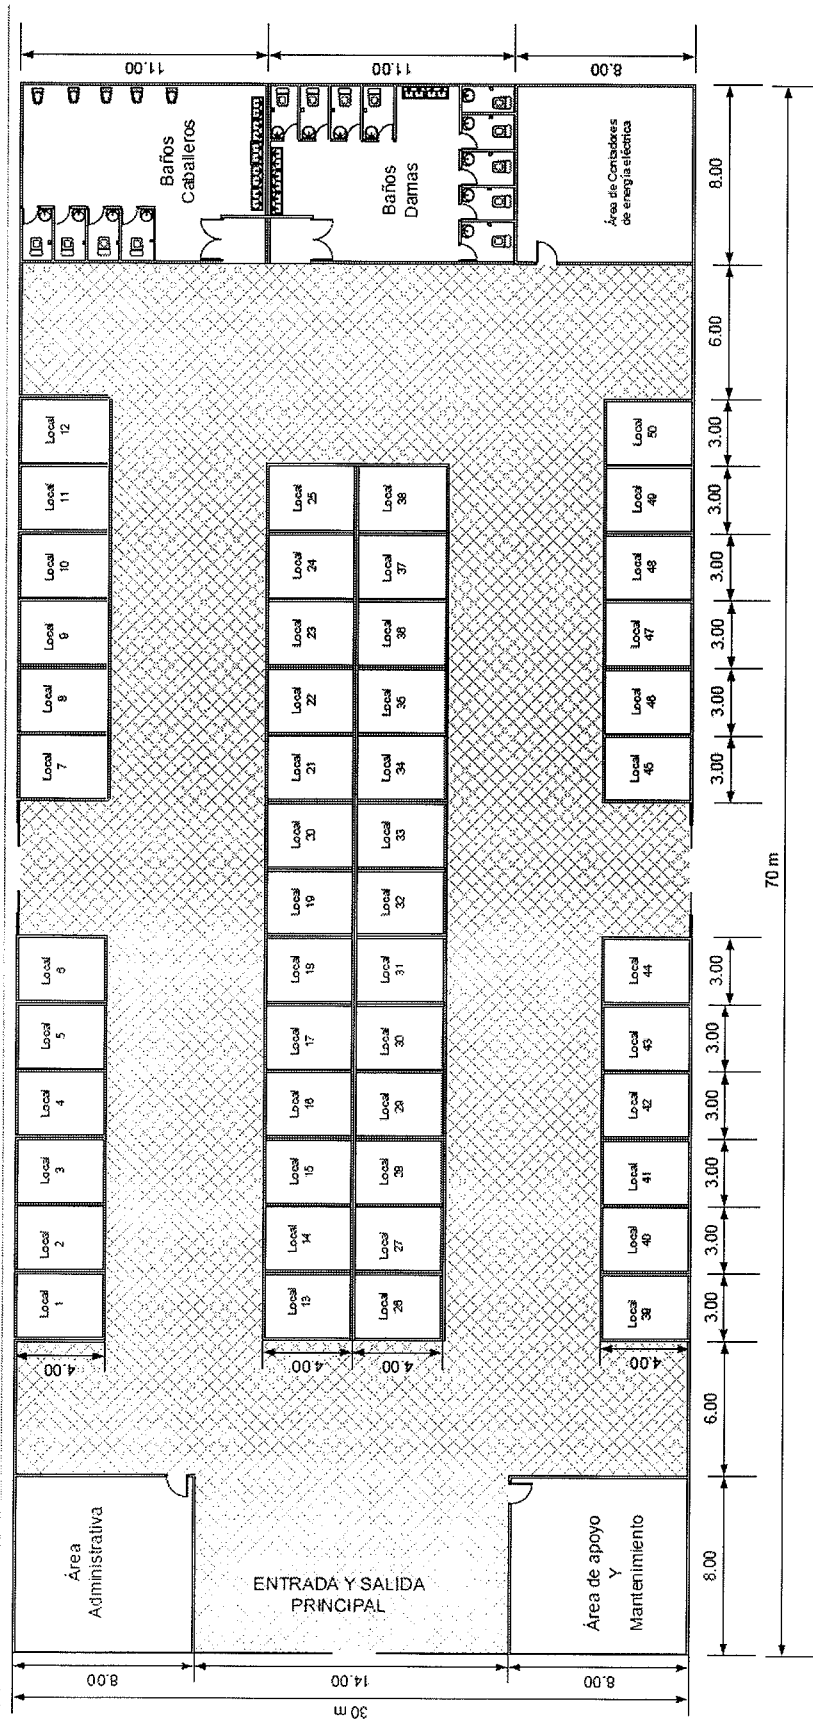 11.00
11.00
8.00
Baños
Caballeros
Baños
Damas
Área de Contadores
de energía eléctrica
8.00
6.00
Local
12
Local
11
Local
10
Local
9
Local
8
Local
7
Local
25
Local
24
Local
23
Local
22
Local
21
Local
20
Local
19
Local
18
Local
17
Local
16
Local
15
Local
14
Local
13
Local
38
Local
37
Local
36
Local
35
Local
34
Local
33
Local
32
Local
31
Local
30
Local
29
Local
28
Local
27
Local
26
Local
50
Local
49
Local
48
Local
47
Local
46
Local
45
3.00
3.00
3.00
3.00
3.00
3.00
70 m
Local
6
Local
5
Local
4
Local
3
Local
2
Local
1
Local
44
Local
43
Local
42
Local
41
Local
40
Local
39
3.00
3.00
3.00
3.00
3.00
3.00
4.00
4.00
4.00
4.00
6.00
Área
Administrativa
ENTRADA Y SALIDA
PRINCIPAL
Área de apoyo
Y
Mantenimiento
8.00
8.00
14.00
8.00
30 m